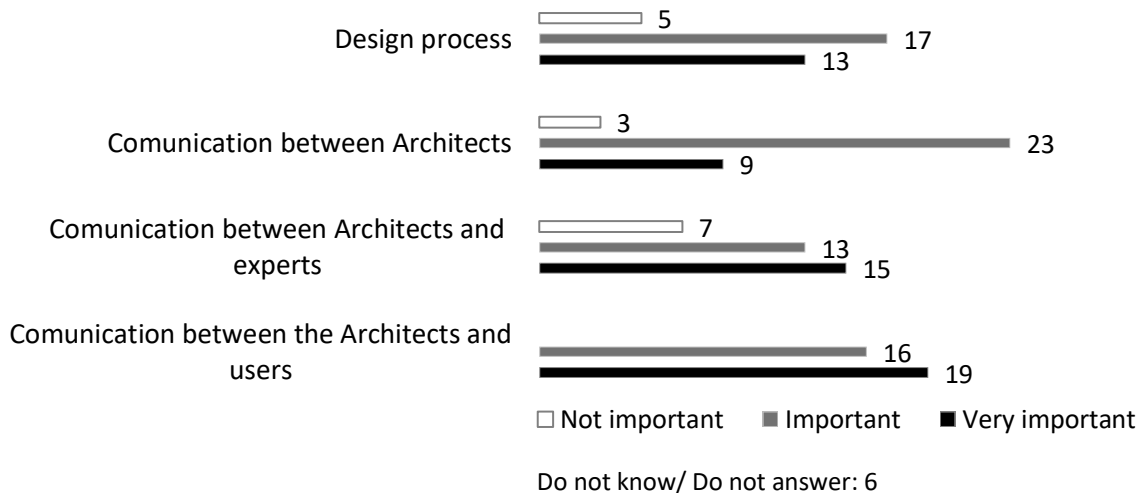 5
Design process
17
13
3
Comunication between Architects
23
9
7
Comunication between Architects and
experts
13
15
Comunication between the Architects and
users
16
19
Not important
Important
Very important
Do not know/ Do not answer: 6